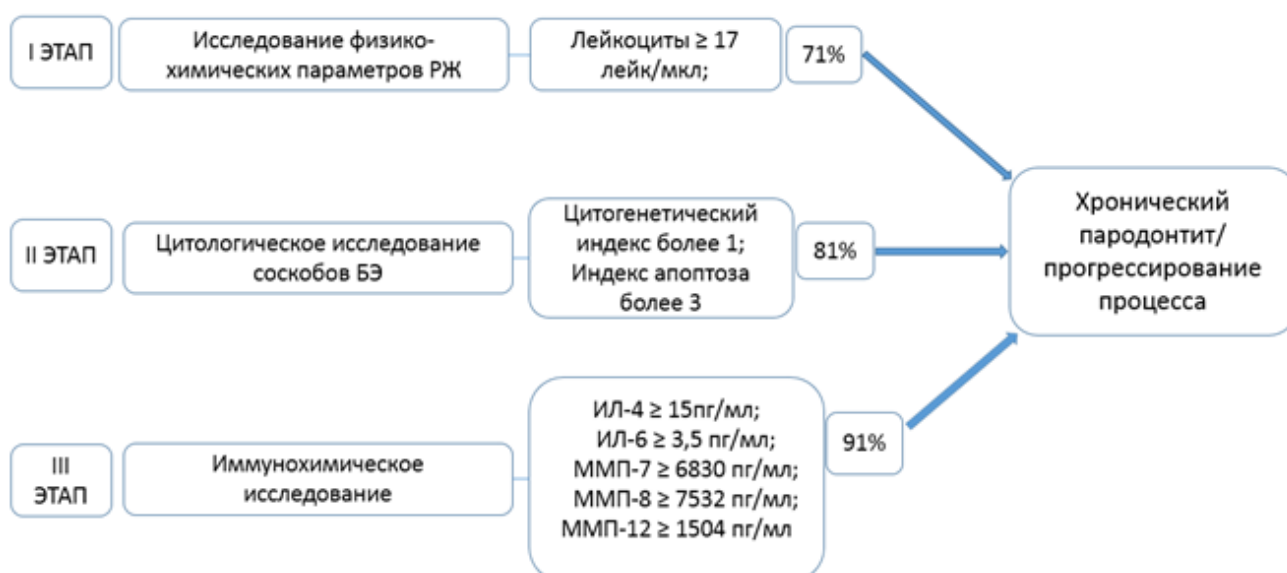 I ЭТАП
Исследование физико-
химических параметров РЖ
Лейкоциты ≥ 17
лейк/мкл;
71%
II ЭТАП
Цитологическое исследование
соскобов БЭ
Цитогенетический
индекс более 1;
Индекс апоптоза
более 3
81%
III
ЭТАП
Иммунохимическое
исследование
ИЛ-4 ≥ 15пг/мл;
ИЛ-6 ≥ 3,5 пг/мл;
ММП-7 ≥ 6830 пг/мл;
ММП-8 ≥ 7532 пг/мл;
ММП-12 ≥ 1504 пг/мл
91%
Хронический
пародонтит/
прогрессирование
процесса